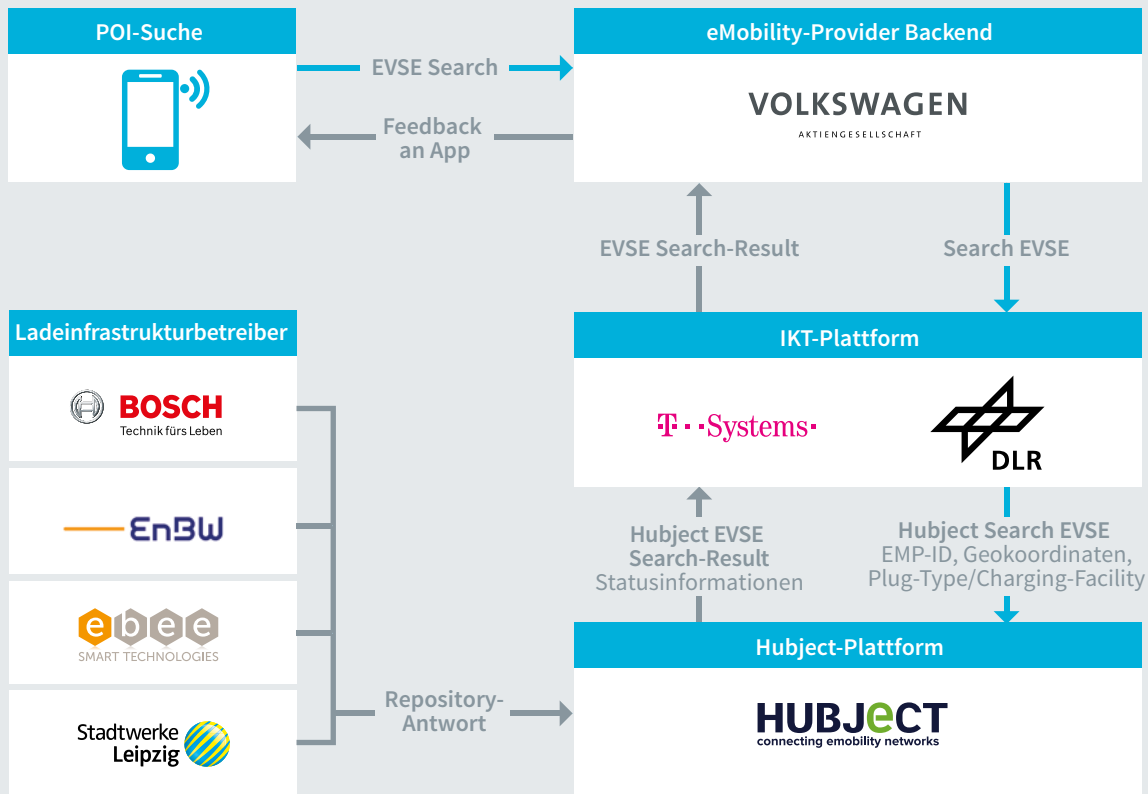 POI-Suche
EVSE Search
Feedback
an App
eMobility-Provider Backend
VOLKSWAGEN
AKTIENGESELLSCHAFT
EVSE Search-Result
Search EVSE
Ladeinfrastrukturbetreiber
BOSCH
Technik fürs Leben
EnBW
ebee
SMART TECHNOLOGIES
Stadtwerke
Leipzig
Repository-
Antwort
IKT-Plattform
T··Systems·
DLR
Hubject EVSE
Search-Result
Statusinformationen
Hubject Search EVSE
EMP-ID, Geokoordinaten,
Plug-Type/Charging-Facility
Hubject-Plattform
HUBJeCT
connecting emobility networks